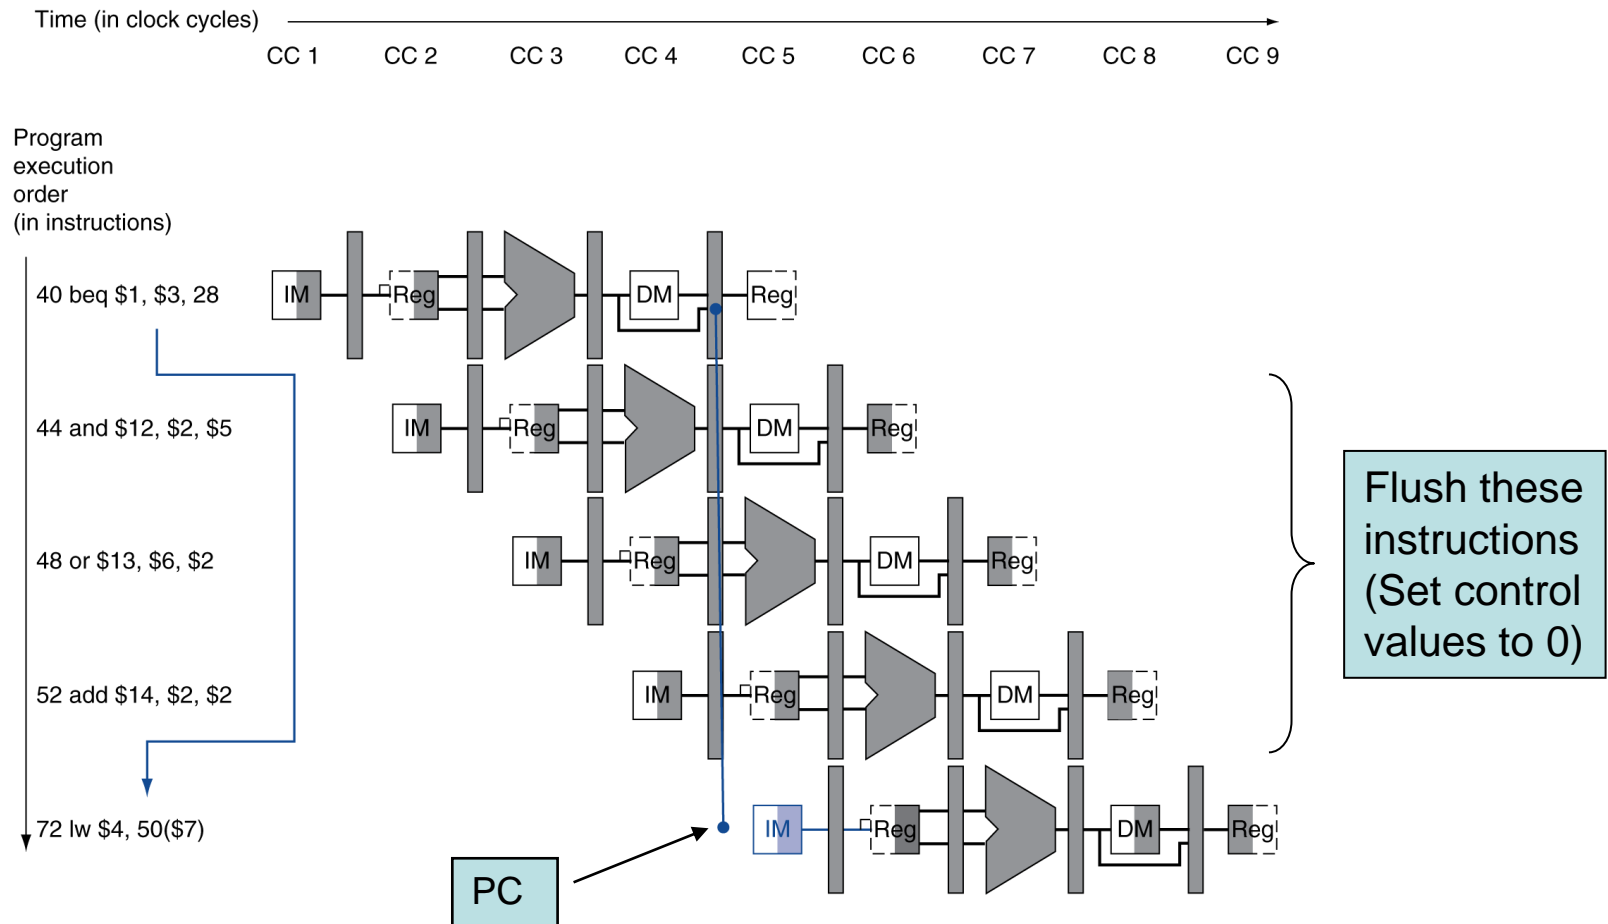 Time (in clock cycles)
CC 1 CC 2 CC 3 CC 4 CC 5 CC 6 CC 7 CC 8 CC 9
Program
execution
order
(in instructions)
40 beq $1, $3, 28
IM Reg DM Reg
44 and $12, $2, $5
IM Reg DM Reg
48 or $13, $6, $2
IM Reg DM Reg
52 add $14, $2, $2
IM Reg DM Reg
72 lw $4, 50($7)
IM Reg DM Reg
PC
Flush these
instructions
(Set control
values to 0)